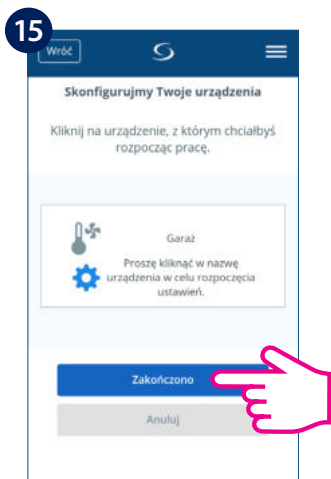 15
Wróć
Skonfigurujmy Twoje urządzenia
Kliknij na urządzenie, z którym chciałbyś
rozpocząc pracę.
Garaż
Proszę kliknąć w nazwę
urządzenia w celu rozpoczęcia
ustawień.
Zakończono
Anuluj